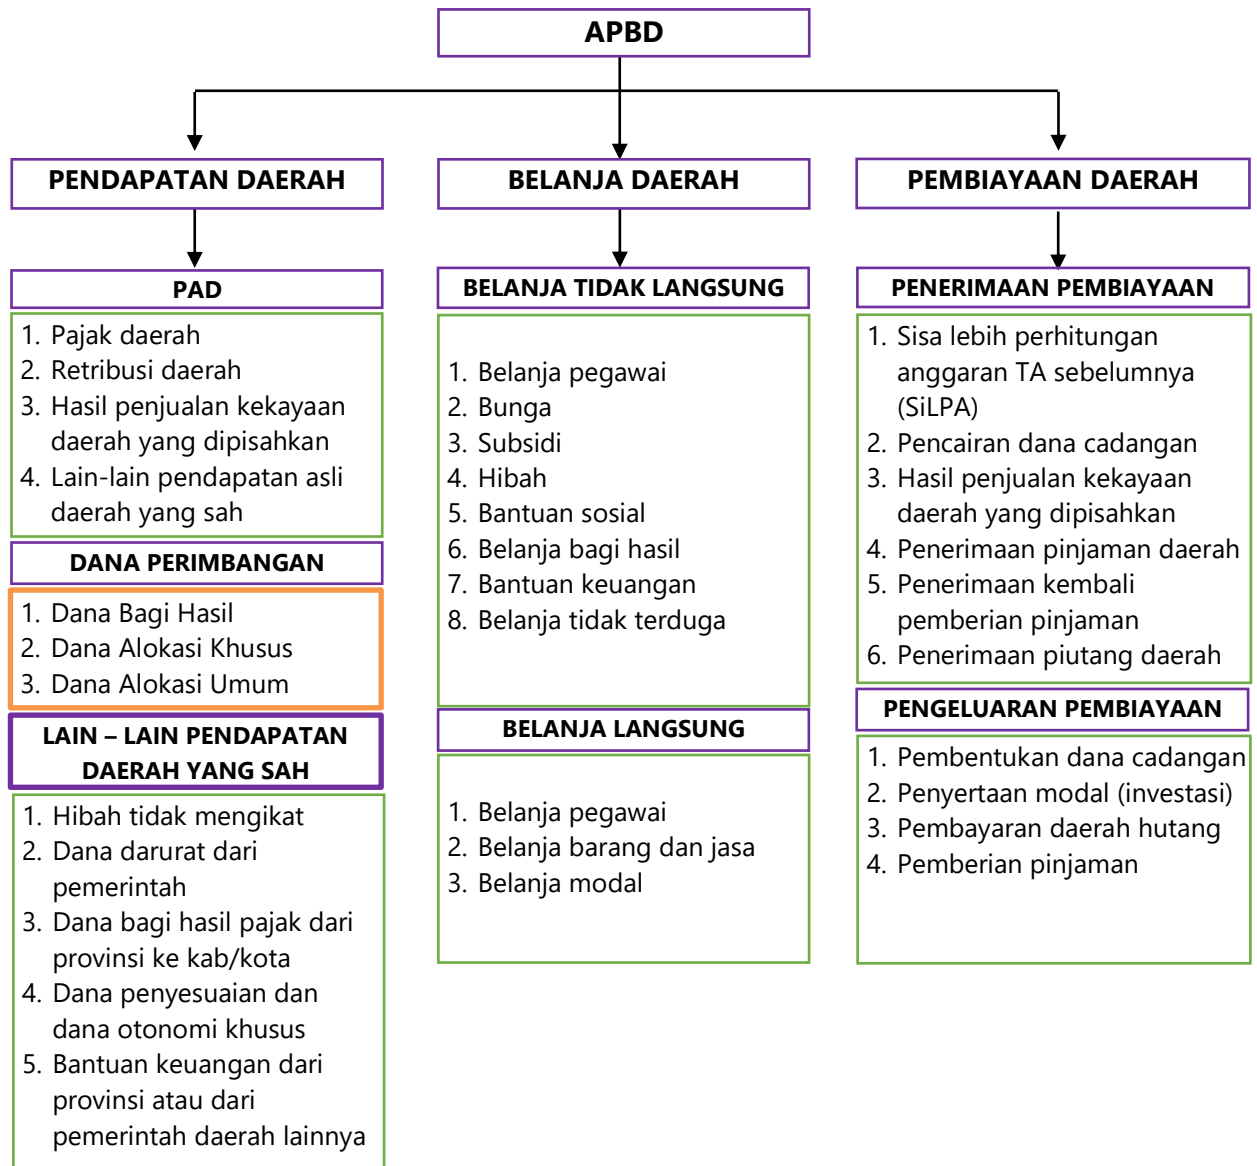 APBD
PENDAPATAN DAERAH
PAD
1. Pajak daerah
2. Retribusi daerah
3. Hasil penjualan kekayaan
daerah yang dipisahkan
4. Lain-lain pendapatan asli
daerah yang sah
DANA PERIMBANGAN
1. Dana Bagi Hasil
2. Dana Alokasi Khusus
3. Dana Alokasi Umum
LAIN – LAIN PENDAPATAN
DAERAH YANG SAH
1. Hibah tidak mengikat
2. Dana darurat dari
pemerintah
3. Dana bagi hasil pajak dari
provinsi ke kab/kota
4. Dana penyesuaian dan
dana otonomi khusus
5. Bantuan keuangan dari
provinsi atau dari
pemerintah daerah lainnya
BELANJA DAERAH
BELANJA TIDAK LANGSUNG
1. Belanja pegawai
2. Bunga
3. Subsidi
4. Hibah
5. Bantuan sosial
6. Belanja bagi hasil
7. Bantuan keuangan
8. Belanja tidak terduga
BELANJA LANGSUNG
1. Belanja pegawai
2. Belanja barang dan jasa
3. Belanja modal
PEMBIAYAAN DAERAH
PENERIMAAN PEMBIAYAAN
1. Sisa lebih perhitungan
anggaran TA sebelumnya
(SiLPA)
2. Pencairan dana cadangan
3. Hasil penjualan kekayaan
daerah yang dipisahkan
4. Penerimaan pinjaman daerah
5. Penerimaan kembali
pemberian pinjaman
6. Penerimaan piutang daerah
PENGELUARAN PEMBIAYAAN
1. Pembentukan dana cadangan
2. Penyertaan modal (investasi)
3. Pembayaran daerah hutang
4. Pemberian pinjaman